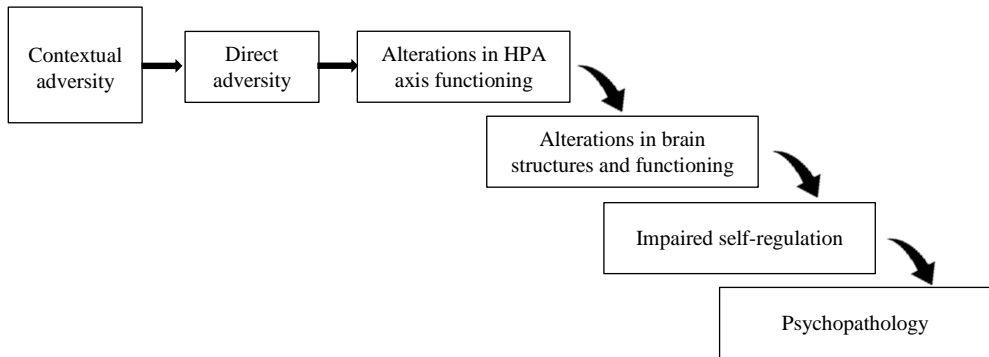 Contextual
adversity
Direct
adversity
Alterations in HPA
axis functioning
Alterations in brain
structures and functioning
Impaired self-regulation
Psychopathology